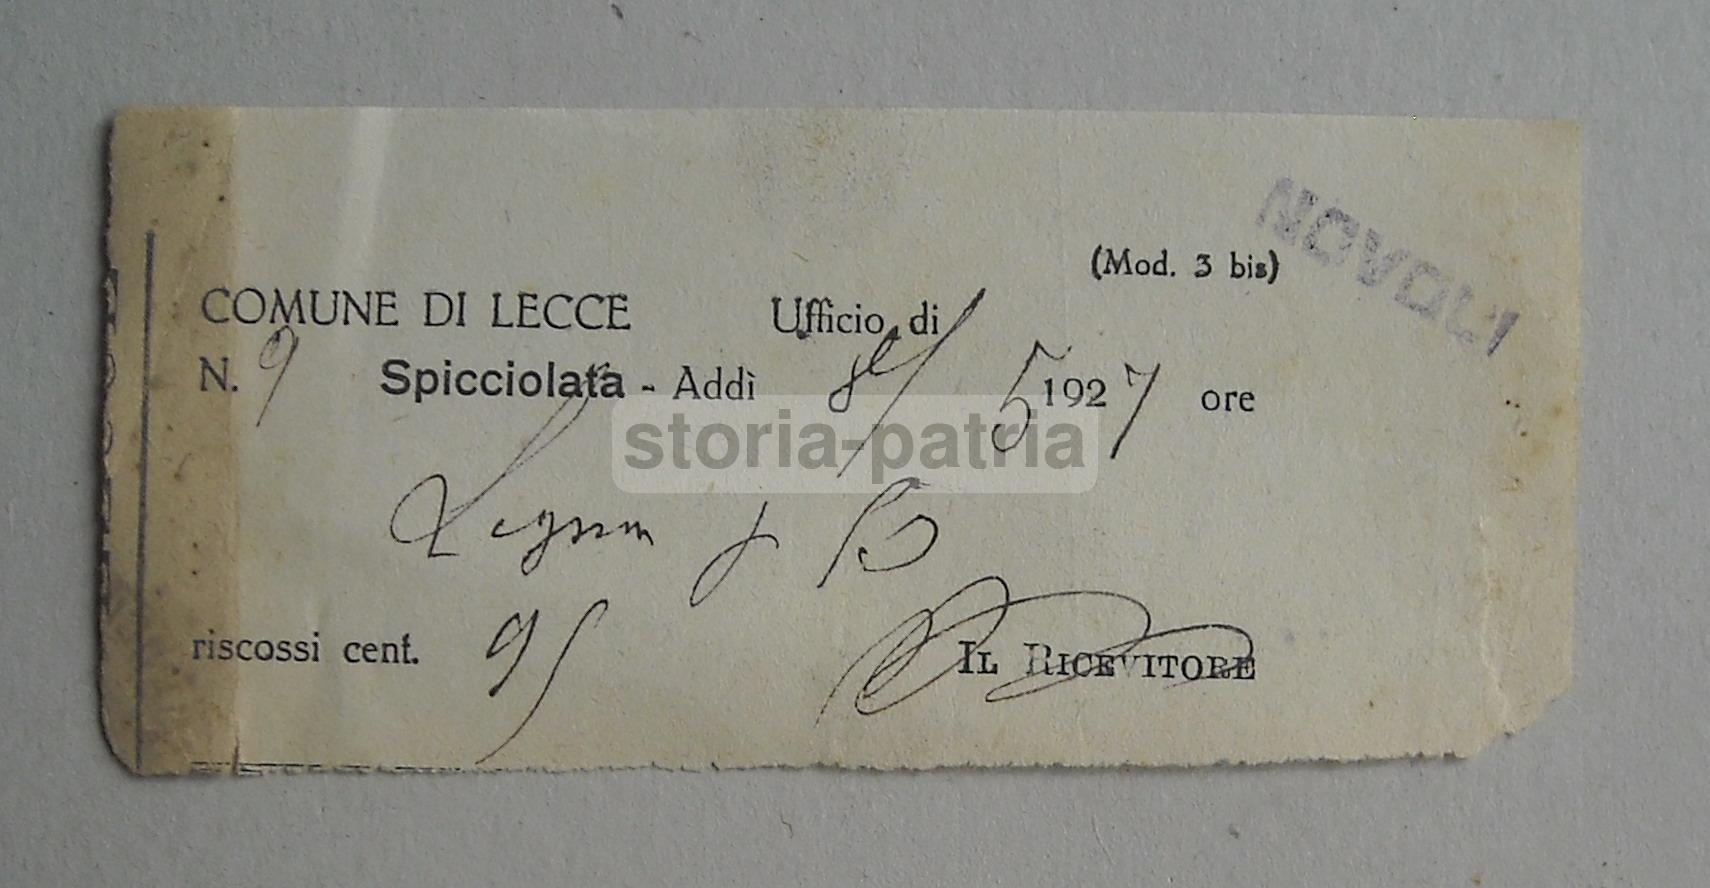 NOVOLI
(Mod. 3 bis)
COMUNE DI LECCE Ufficio di
N. 9 Spicciolata - Addì 5 1927 ore
storia-patria
riscossi cent. 95
IL RICEVITORE